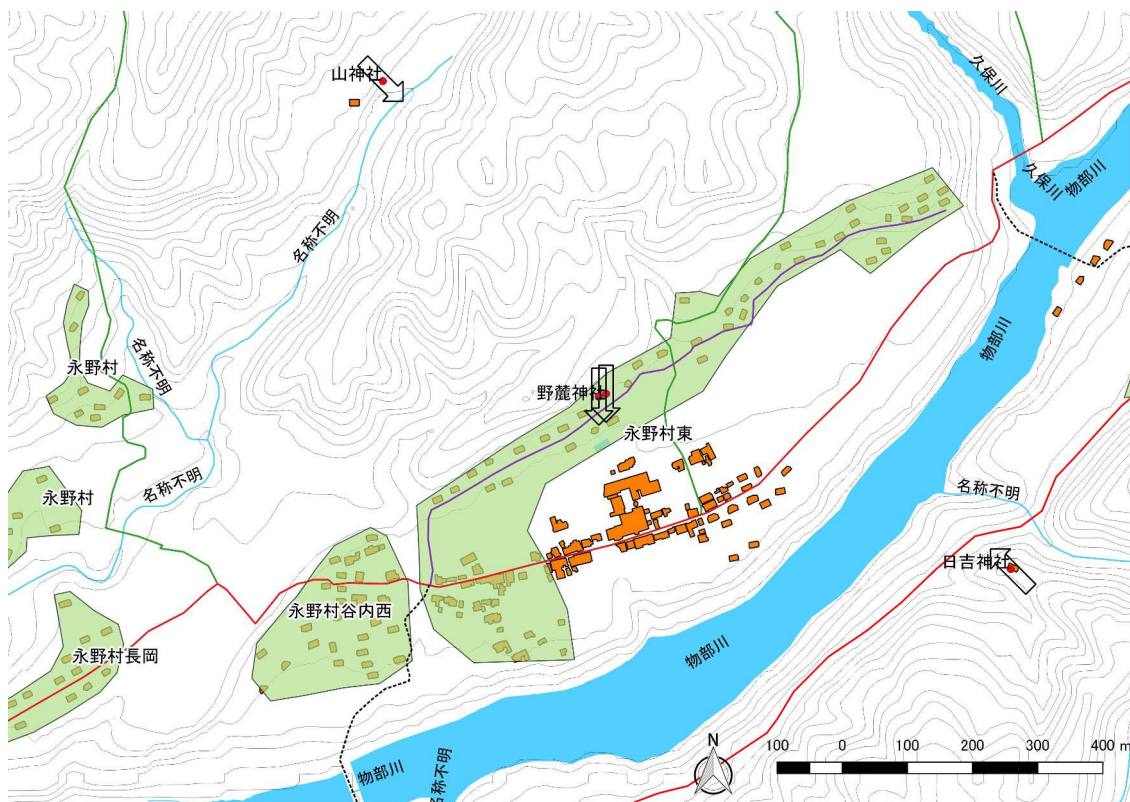 山神社
久保川
久保川
物部川
名称不明
物部川
永野村
名称不明
野麓神社
永野村東
永野村
名称不明
名称不明
日吉神社
永野村谷内西
永野村長岡
物部川
物部川
名称不明
N
100 0 100 200 300 400 m